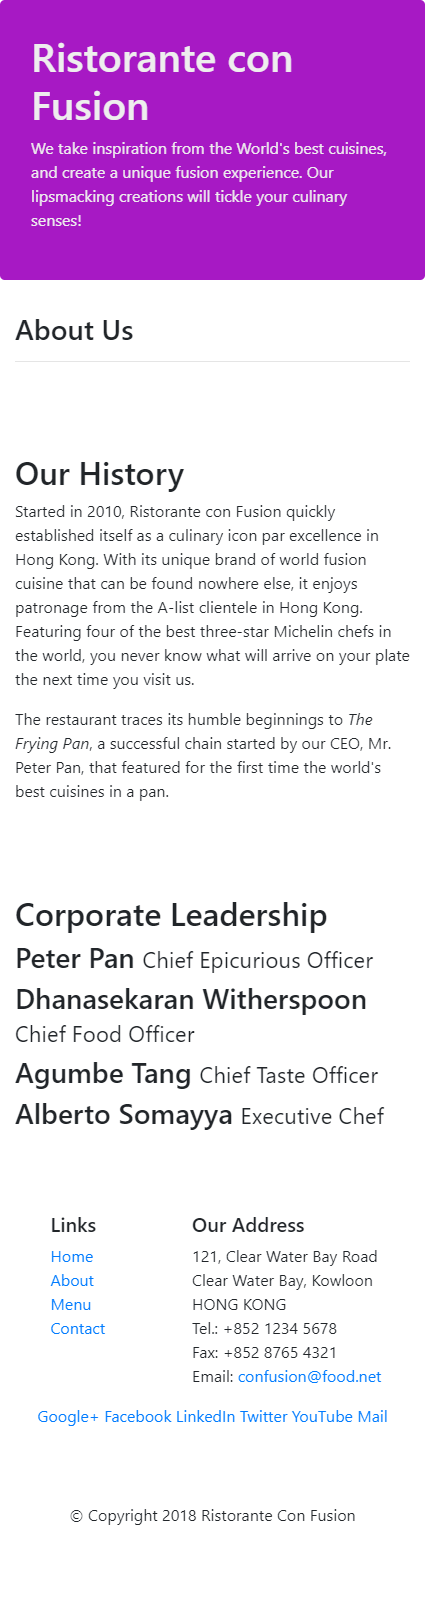 Ristorante con
Fusion
We take inspiration from the World's best cuisines,
and create a unique fusion experience. Our
lipsmacking creations will tickle your culinary
senses!
About Us
Our History
Started in 2010, Ristorante con Fusion quickly
established itself as a culinary icon par excellence in
Hong Kong. With its unique brand of world fusion
cuisine that can be found nowhere else, it enjoys
patronage from the A-list clientele in Hong Kong.
Featuring four of the best three-star Michelin chefs in
the world, you never know what will arrive on your plate
the next time you visit us.
The restaurant traces its humble beginnings to The
Frying Pan, a successful chain started by our CEO, Mr.
Peter Pan, that featured for the first time the world's
best cuisines in a pan.
Corporate Leadership
Peter Pan Chief Epicurious Officer
Dhanasekaran Witherspoon
Chief Food Officer
Agumbe Tang Chief Taste Officer
Alberto Somayya Executive Chef
Links
Home
About
Menu
Contact
Our Address
121, Clear Water Bay Road
Clear Water Bay, Kowloon
HONG KONG
Tel.: +852 1234 5678
Fax: +852 8765 4321
Email: confusion@food.net
Google+ Facebook LinkedIn Twitter YouTube Mail
© Copyright 2018 Ristorante Con Fusion